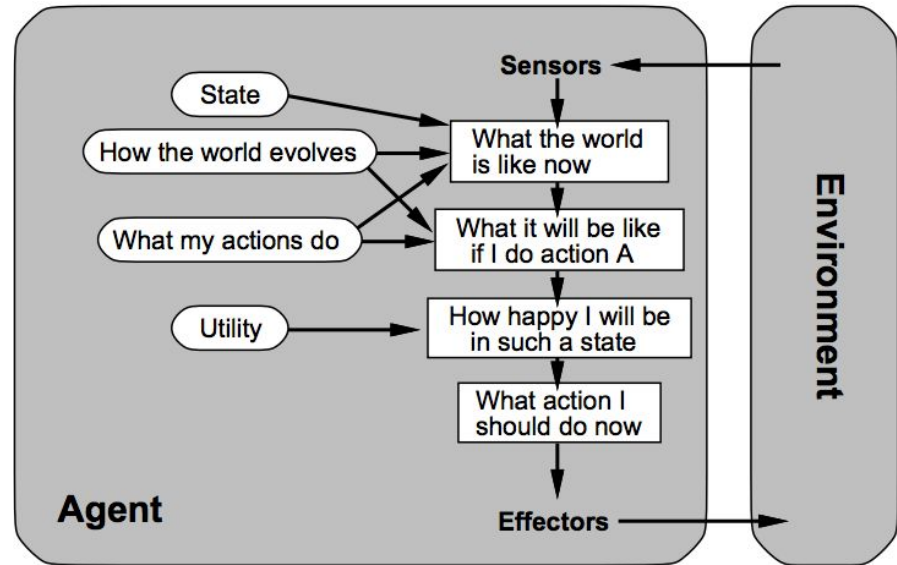 Sensors
State
What the world
is like now
How the world evolves
What my actions do
What it will be like
if I do action A
Utility
How happy I will be
in such a state
What action I
should do now
Agent
Effectors
Environment